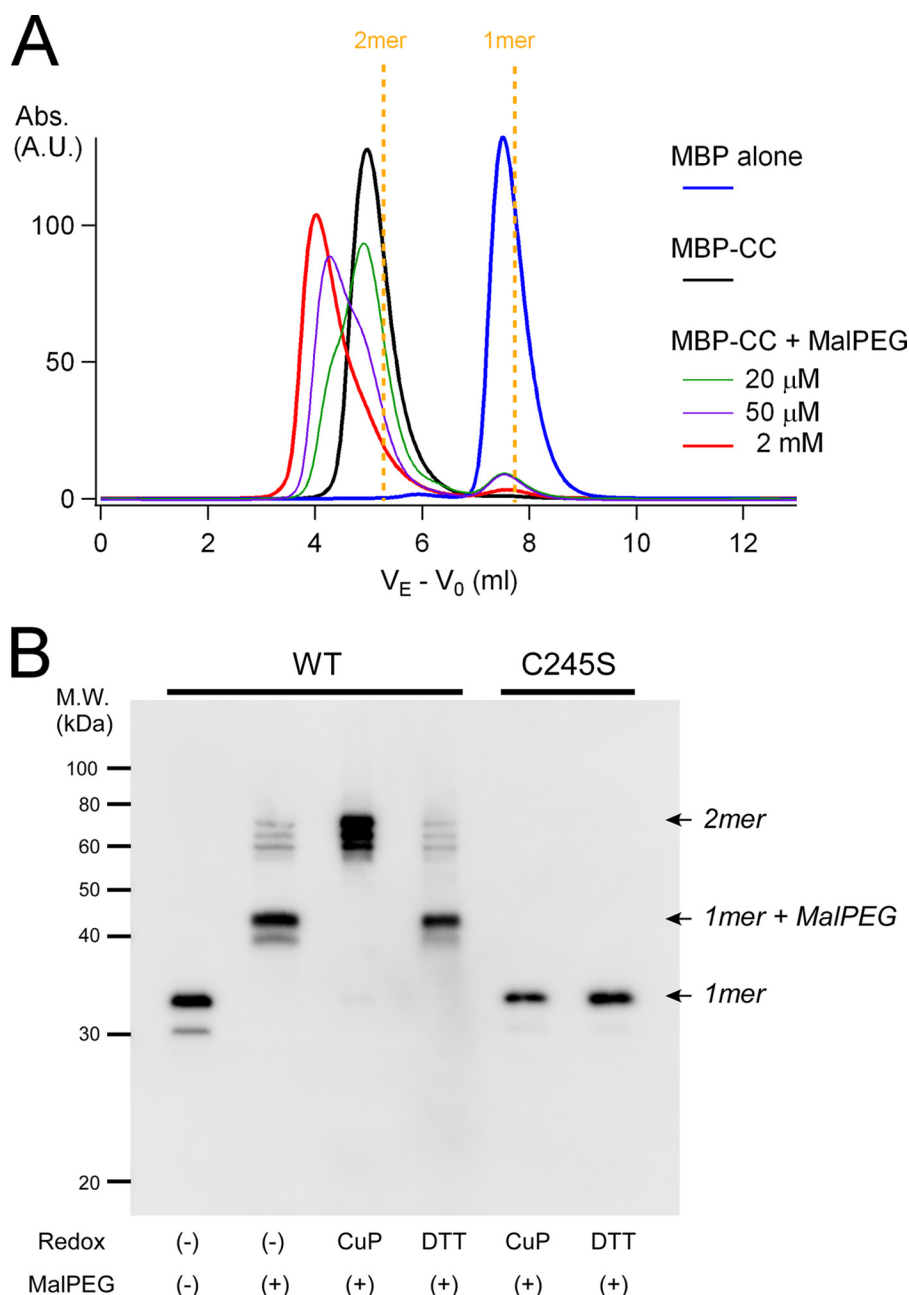 A
2mer 1mer
Abs.
(A.U.)
100
50
0
0 2 4 6 8 10 12
V_E - V_0 (ml)
MBP alone
MBP-CC
MBP-CC + MalPEG
20 μM
50 μM
2 mM
B
WT C245S
M.W.
(kDa)
100
80
60
50
40
30
20
2mer
1mer + MalPEG
1mer
Redox (-) (-) CuP DTT CuP DTT
MalPEG (-) (+) (+) (+) (+) (+)